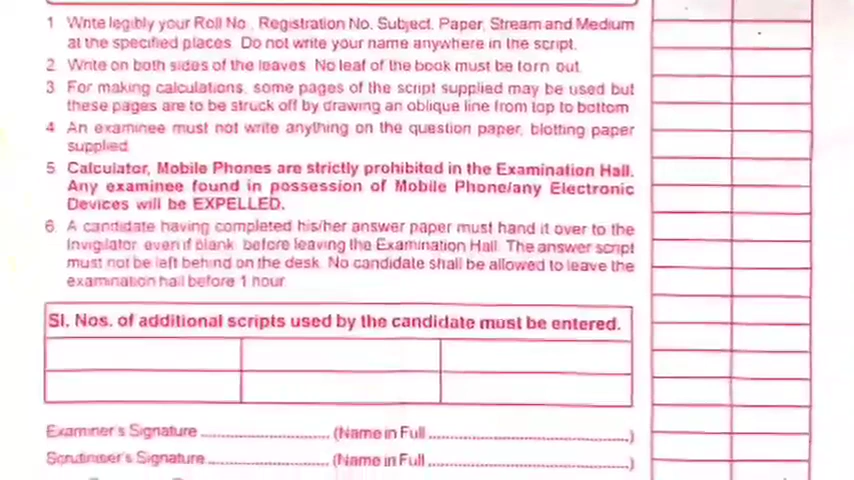 1 Write legibly your Roll No., Registration No. Subject. Paper, Stream and Medium
at the specified places. Do not write your name anywhere in the script.
2. Write on both sides of the leaves. No leaf of the book must be torn out.
3 For making calculations, some pages of the script supplied may be used but
these pages are to be struck off by drawing an oblique line from top to bottom
4 An examinee must not write anything on the question paper, blotting paper
supplied.
5 Calculator, Mobile Phones are strictly prohibited in the Examination Hall.
Any examinee found in possession of Mobile Phone/any Electronic
Devices will be EXPELLED.
6. A candidate having completed his/her answer paper must hand it over to the
Invigilator even if blank before leaving the Examination Hall. The answer script
must not be left behind on the desk. No candidate shall be allowed to leave the
examination hall before 1 hour
Sl. Nos. of additional scripts used by the candidate must be entered.
Examiner's Signature .................... (Name in Full ...................................)
Scrutiniser's Signature .................... (Name in Full ...................................)